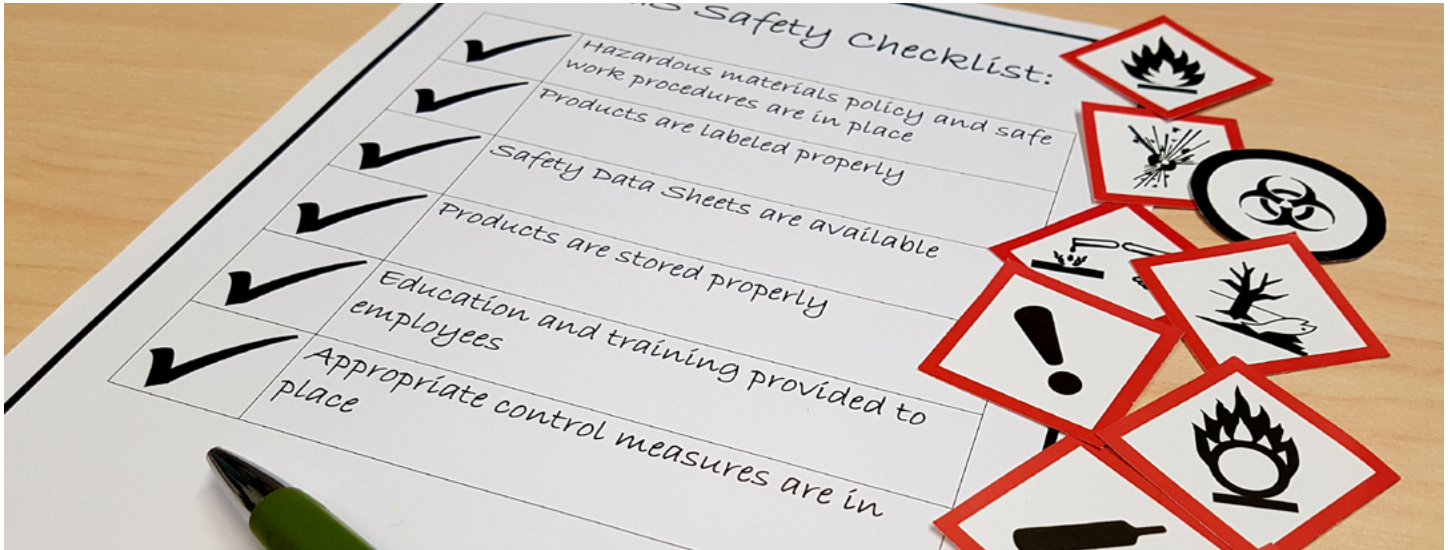 Safety Checklist:
Hazardous materials policy and safe
work procedures are in place
Products are labeled properly
Safety Data Sheets are available
Products are stored properly
Education and training provided to
employees
Appropriate control measures are in
place